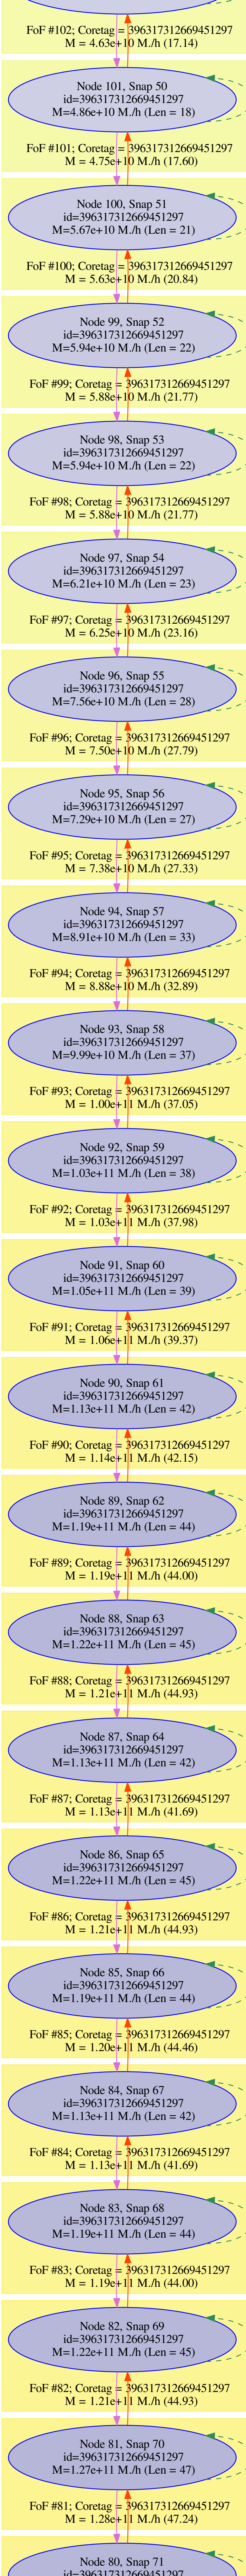 FoF #102; Coretag = 396317312669451297
M = 4.63e+10 M./h (17.14)
Node 101, Snap 50
id=396317312669451297
M=4.86e+10 M./h (Len = 18)
FoF #101; Coretag = 396317312669451297
M = 4.75e+10 M./h (17.60)
Node 100, Snap 51
id=396317312669451297
M=5.67e+10 M./h (Len = 21)
FoF #100; Coretag = 396317312669451297
M = 5.63e+10 M./h (20.84)
Node 99, Snap 52
id=396317312669451297
M=5.94e+10 M./h (Len = 22)
FoF #99; Coretag = 396317312669451297
M = 5.88e+10 M./h (21.77)
Node 98, Snap 53
id=396317312669451297
M=5.94e+10 M./h (Len = 22)
FoF #98; Coretag = 396317312669451297
M = 5.88e+10 M./h (21.77)
Node 97, Snap 54
id=396317312669451297
M=6.21e+10 M./h (Len = 23)
FoF #97; Coretag = 396317312669451297
M = 6.25e+10 M./h (23.16)
Node 96, Snap 55
id=396317312669451297
M=7.56e+10 M./h (Len = 28)
FoF #96; Coretag = 396317312669451297
M = 7.50e+10 M./h (27.79)
Node 95, Snap 56
id=396317312669451297
M=7.29e+10 M./h (Len = 27)
FoF #95; Coretag = 396317312669451297
M = 7.38e+10 M./h (27.33)
Node 94, Snap 57
id=396317312669451297
M=8.91e+10 M./h (Len = 33)
FoF #94; Coretag = 396317312669451297
M = 8.88e+10 M./h (32.89)
Node 93, Snap 58
id=396317312669451297
M=9.99e+10 M./h (Len = 37)
FoF #93; Coretag = 396317312669451297
M = 1.00e+11 M./h (37.05)
Node 92, Snap 59
id=396317312669451297
M=1.03e+11 M./h (Len = 38)
FoF #92; Coretag = 396317312669451297
M = 1.03e+11 M./h (37.98)
Node 91, Snap 60
id=396317312669451297
M=1.05e+11 M./h (Len = 39)
FoF #91; Coretag = 396317312669451297
M = 1.06e+11 M./h (39.37)
Node 90, Snap 61
id=396317312669451297
M=1.13e+11 M./h (Len = 42)
FoF #90; Coretag = 396317312669451297
M = 1.14e+11 M./h (42.15)
Node 89, Snap 62
id=396317312669451297
M=1.19e+11 M./h (Len = 44)
FoF #89; Coretag = 396317312669451297
M = 1.19e+11 M./h (44.00)
Node 88, Snap 63
id=396317312669451297
M=1.22e+11 M./h (Len = 45)
FoF #88; Coretag = 396317312669451297
M = 1.21e+11 M./h (44.93)
Node 87, Snap 64
id=396317312669451297
M=1.13e+11 M./h (Len = 42)
FoF #87; Coretag = 396317312669451297
M = 1.13e+11 M./h (41.69)
Node 86, Snap 65
id=396317312669451297
M=1.22e+11 M./h (Len = 45)
FoF #86; Coretag = 396317312669451297
M = 1.21e+11 M./h (44.93)
Node 85, Snap 66
id=396317312669451297
M=1.19e+11 M./h (Len = 44)
FoF #85; Coretag = 396317312669451297
M = 1.20e+11 M./h (44.46)
Node 84, Snap 67
id=396317312669451297
M=1.13e+11 M./h (Len = 42)
FoF #84; Coretag = 396317312669451297
M = 1.13e+11 M./h (41.69)
Node 83, Snap 68
id=396317312669451297
M=1.19e+11 M./h (Len = 44)
FoF #83; Coretag = 396317312669451297
M = 1.19e+11 M./h (44.00)
Node 82, Snap 69
id=396317312669451297
M=1.22e+11 M./h (Len = 45)
FoF #82; Coretag = 396317312669451297
M = 1.21e+11 M./h (44.93)
Node 81, Snap 70
id=396317312669451297
M=1.27e+11 M./h (Len = 47)
FoF #81; Coretag = 396317312669451297
M = 1.28e+11 M./h (47.24)
Node 80, Snap 71
id=396317312669451297